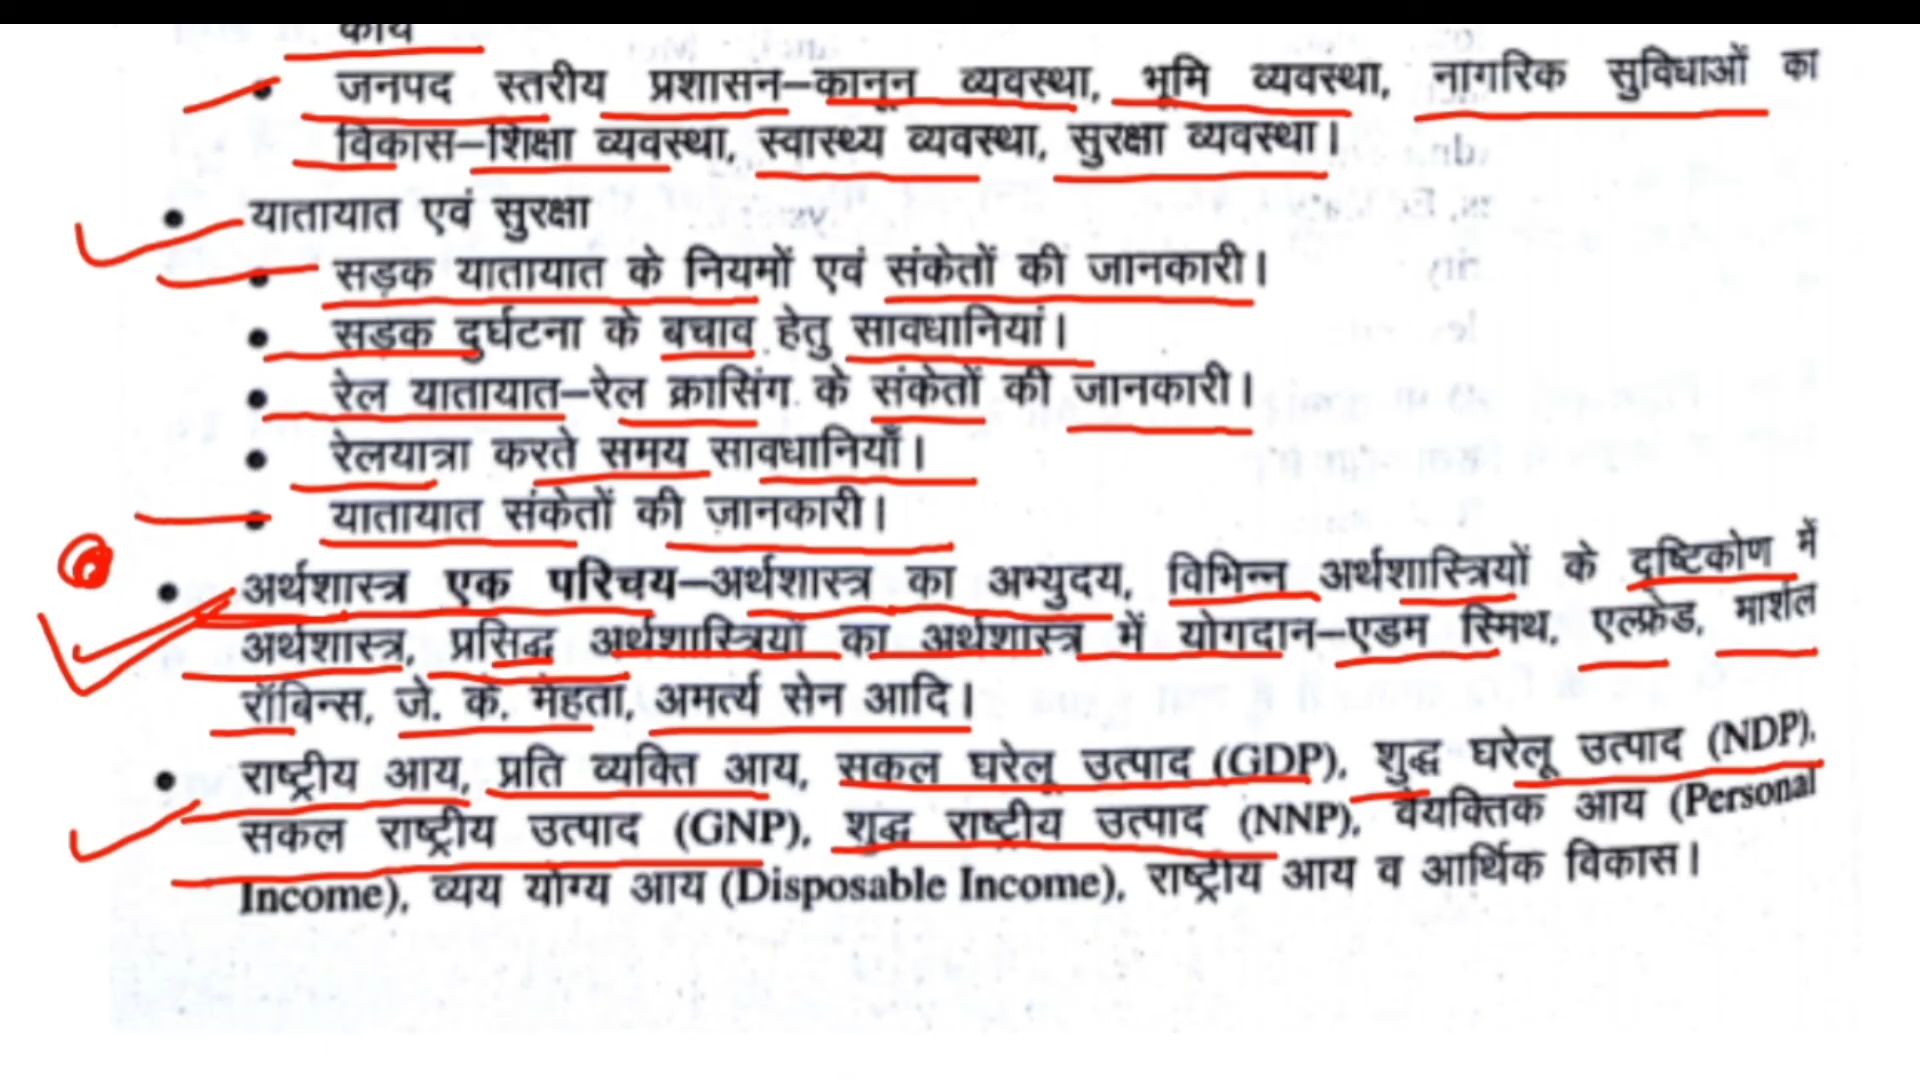 कार्य
• जनपद स्तरीय प्रशासन–कानून व्यवस्था, भूमि व्यवस्था, नागरिक सुविधाओं का
विकास–शिक्षा व्यवस्था, स्वास्थ्य व्यवस्था, सुरक्षा व्यवस्था।
• यातायात एवं सुरक्षा
• सड़क यातायात के नियमों एवं संकेतों की जानकारी।
• सड़क दुर्घटना के बचाव हेतु सावधानियां।
• रेल यातायात–रेल क्रासिंग के संकेतों की जानकारी।
• रेलयात्रा करते समय सावधानियाँ।
• यातायात संकेतों की जानकारी।
• अर्थशास्त्र एक परिचय–अर्थशास्त्र का अभ्युदय, विभिन्न अर्थशास्त्रियों के दृष्टिकोण में
अर्थशास्त्र, प्रसिद्ध अर्थशास्त्रियों का अर्थशास्त्र में योगदान–एडम स्मिथ, एल्फ्रेड, मार्शल
रॉबिन्स, जे. के. मेहता, अमर्त्य सेन आदि।
• राष्ट्रीय आय, प्रति व्यक्ति आय, सकल घरेलू उत्पाद (GDP), शुद्ध घरेलू उत्पाद (NDP),
सकल राष्ट्रीय उत्पाद (GNP), शुद्ध राष्ट्रीय उत्पाद (NNP), वैयक्तिक आय (Personal
Income), व्यय योग्य आय (Disposable Income), राष्ट्रीय आय व आर्थिक विकास।